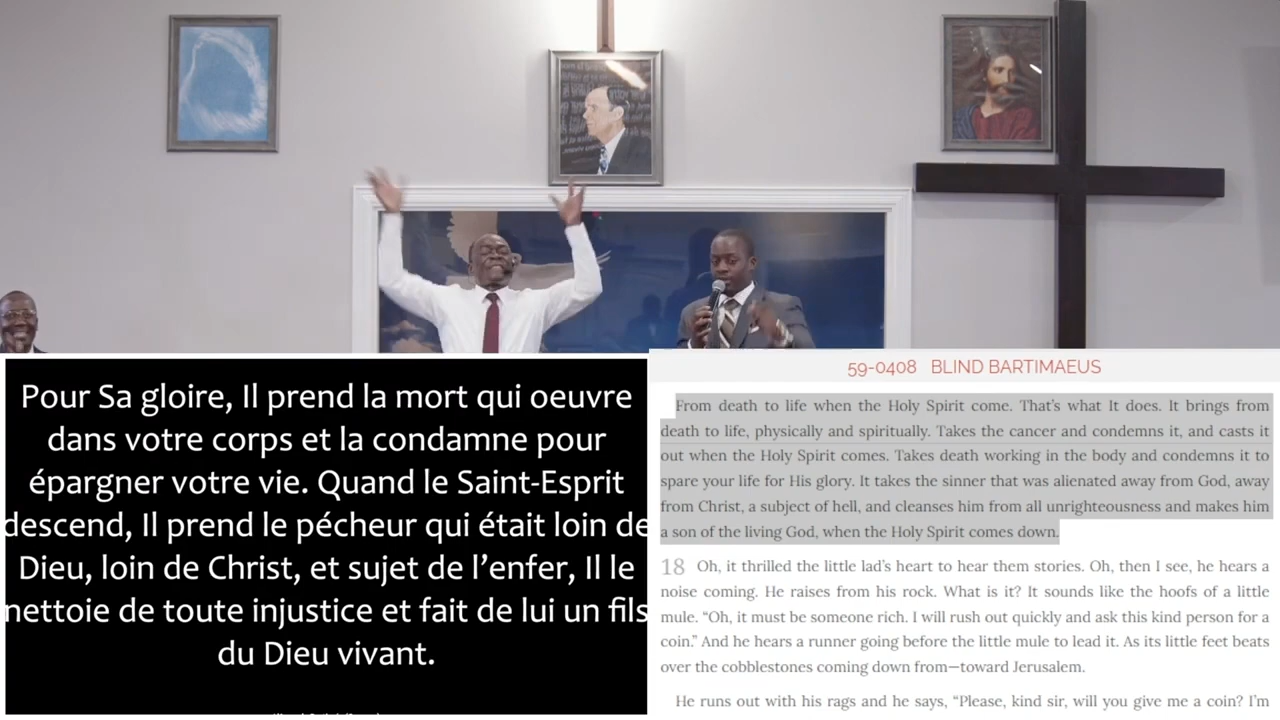 Pour Sa gloire, Il prend la mort qui oeuvre
dans votre corps et la condamne pour
épargner votre vie. Quand le Saint-Esprit
descend, Il prend le pécheur qui était loin de
Dieu, loin de Christ, et sujet de l’enfer, Il le
nettoie de toute injustice et fait de lui un fils
du Dieu vivant.
59-0408 BLIND BARTIMAEUS
From death to life when the Holy Spirit come. That’s what It does. It brings from
death to life, physically and spiritually. Takes the cancer and condemns it, and casts it
out when the Holy Spirit comes. Takes death working in the body and condemns it to
spare your life for His glory. It takes the sinner that was alienated away from God, away
from Christ, a subject of hell, and cleanses him from all unrighteousness and makes him
a son of the living God, when the Holy Spirit comes down.
18 Oh, it thrilled the little lad’s heart to hear them stories. Oh, then I see, he hears a
noise coming. He raises from his rock. What is it? It sounds like the hoofs of a little
mule. “Oh, it must be someone rich. I will rush out quickly and ask this kind person for a
coin.” And he hears a runner going before the little mule to lead it. As its little feet beats
over the cobblestones coming down from—toward Jerusalem.
He runs out with his rags and he says, “Please, kind sir, will you give me a coin? I’m